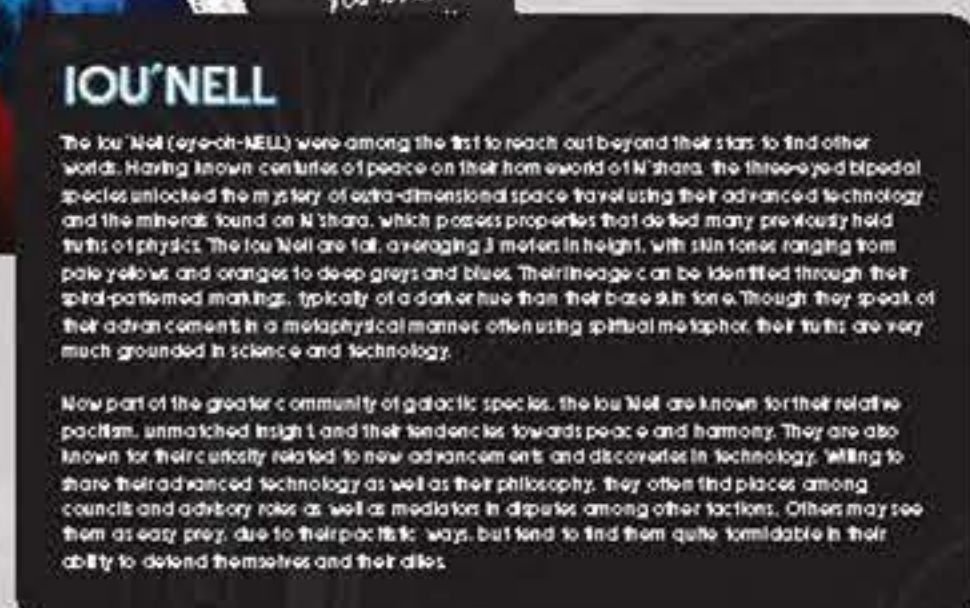 IOU´NELL
The Iou´Nell (eye-oh-NELL) were among the first to reach out beyond their stars to find other
worlds. Having known centuries of peace on their homeworld of N´shara, the three-eyed bipedal
species unlocked the mystery of extra-dimensional space travel using their advanced technology
and the minerals found on N´shara, which possess properties that defied many previously held
truths of physics. The Iou´Nell are tall, averaging 3 meters in height, with skin tones ranging from
pale yellows and oranges to deep greys and blues. Their lineage can be identified through their
spiral-patterned markings, typically of a darker hue than their base skin tone. Though they speak of
their advancements in a metaphysical manner, often using spiritual metaphor, their truths are very
much grounded in science and technology.
Now part of the greater community of galactic species, the Iou´Nell are known for their relative
pacifism, unmatched insight, and their tendencies towards peace and harmony. They are also
known for their curiosity related to new advancements and discoveries in technology. Willing to
share their advanced technology as well as their philosophy, they often find places among
councils and advisory roles as well as mediators in disputes among other factions. Others may see
them as easy prey, due to their pacifistic ways, but tend to find them quite formidable in their
ability to defend themselves and their allies.